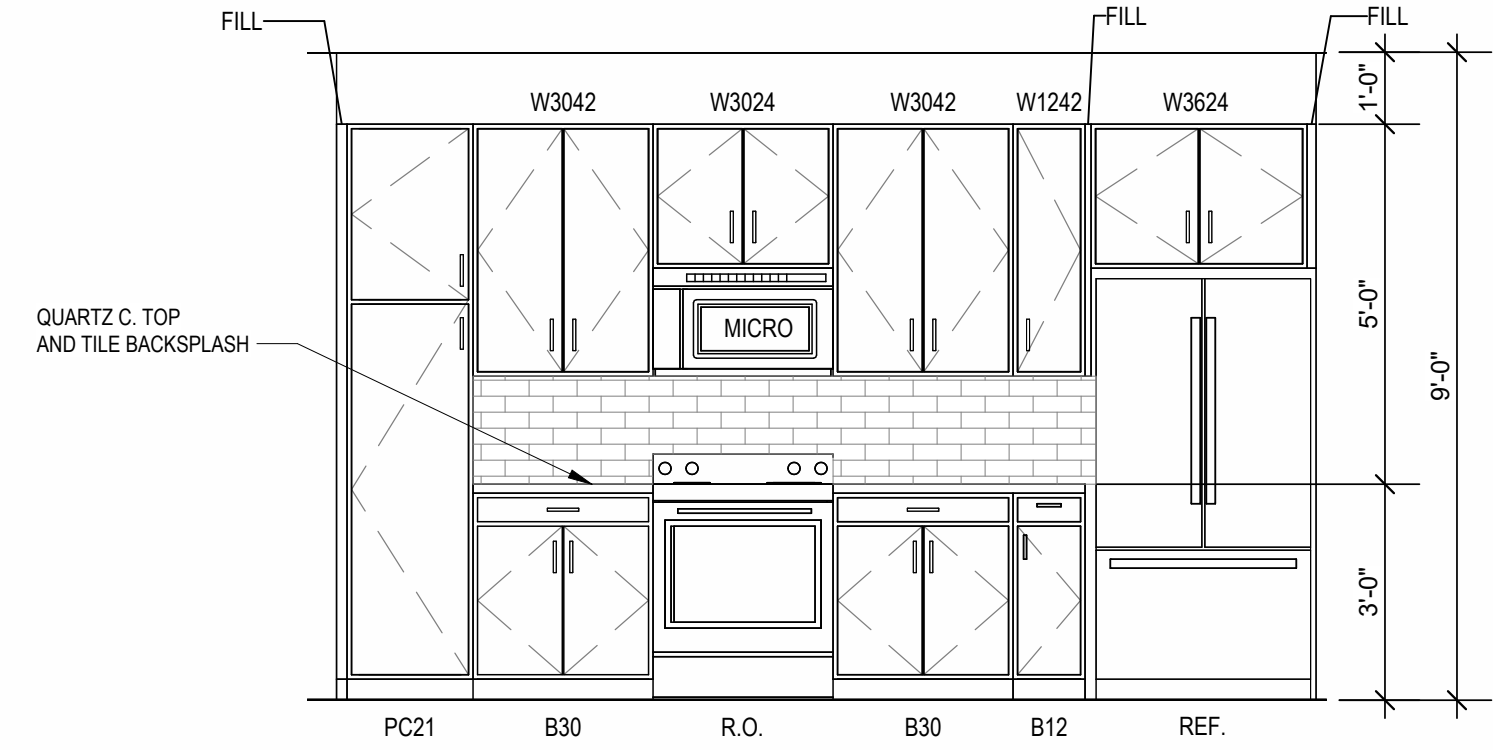 FILL
FILL
FILL
W3042
W3024
W3042
W1242
W3624
1'-0"
QUARTZ C. TOP
AND TILE BACKSPLASH
MICRO
5'-0"
9'-0"
3'-0"
PC21
B30
R.O.
B30
B12
REF.